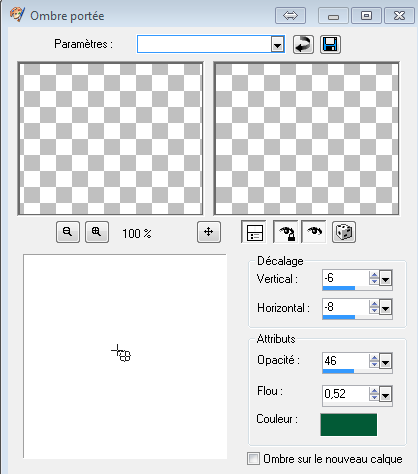 Ombre portée
Paramètres :
100 %
Décalage
Vertical : -6
Horizontal : -8
Attributs
Opacité : 46
Flou : 0,52
Couleur :
Ombre sur le nouveau calque